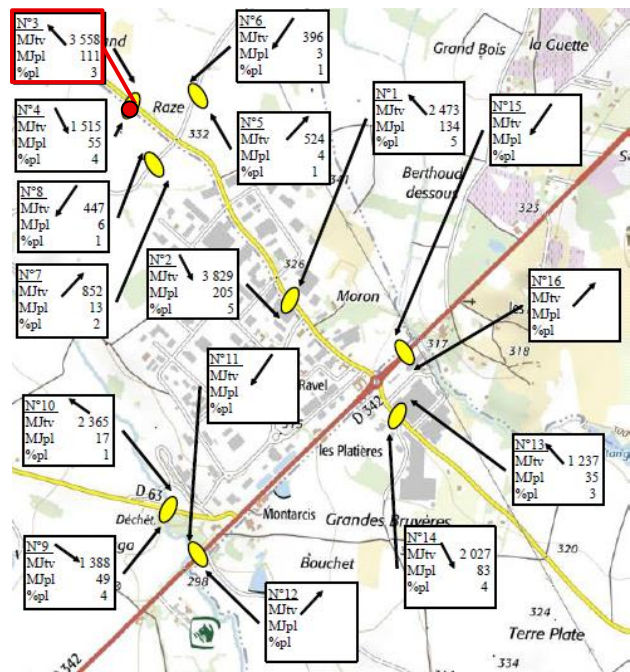 N°3
MJtv 3 558
MJpl 111
%pl 3
and
N°6
MJtv 396
MJpl 3
%pl 1
Grand Bois
la Guette
Raze
332
N°4
MJtv 1 515
MJpl 55
%pl 4
N°5
MJtv 524
MJpl 4
%pl 1
N°1
MJtv 2 473
MJpl 134
%pl 5
N°15
MJtv
MJpl
%pl
341
Berthoud
dessous
323
N°8
MJtv 447
MJpl 6
%pl 1
N°7
MJtv 852
MJpl 13
%pl 2
N°2
MJtv 3 829
MJpl 205
%pl 5
326
Moron
N°16
MJtv
MJpl
%pl
les
317
318
N°11
MJtv
MJpl
%pl
Ravel
D 342
315
les Platières
N°10
MJtv 2 365
MJpl 17
%pl 1
N°13
MJtv 1 237
MJpl 35
%pl 3
D 63
Déchèt.
Montarcis
Grandes Bruyères
N°9
MJtv 1 388
MJpl 49
%pl 4
ga
298
Bouchet
N°14
MJtv 2 027
MJpl 83
%pl 4
320
N°12
MJtv
MJpl
%pl
324
Terre Plate
334
D 342